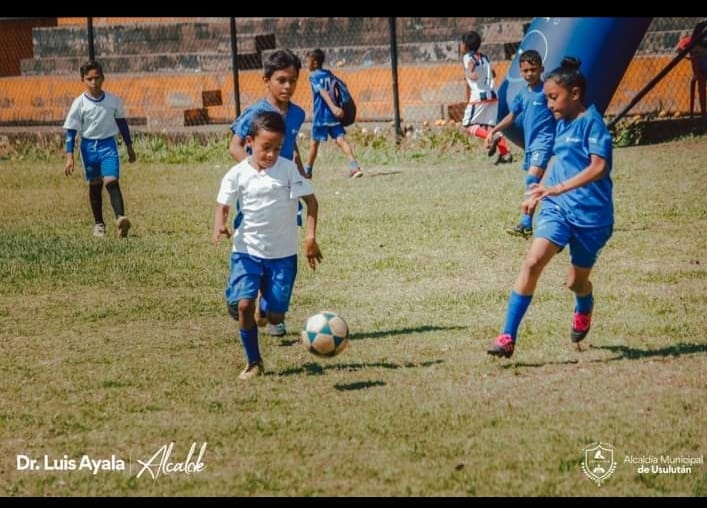 Dr. Luis Ayala | Alcalde
Alcaldía Municipal
de Usulután